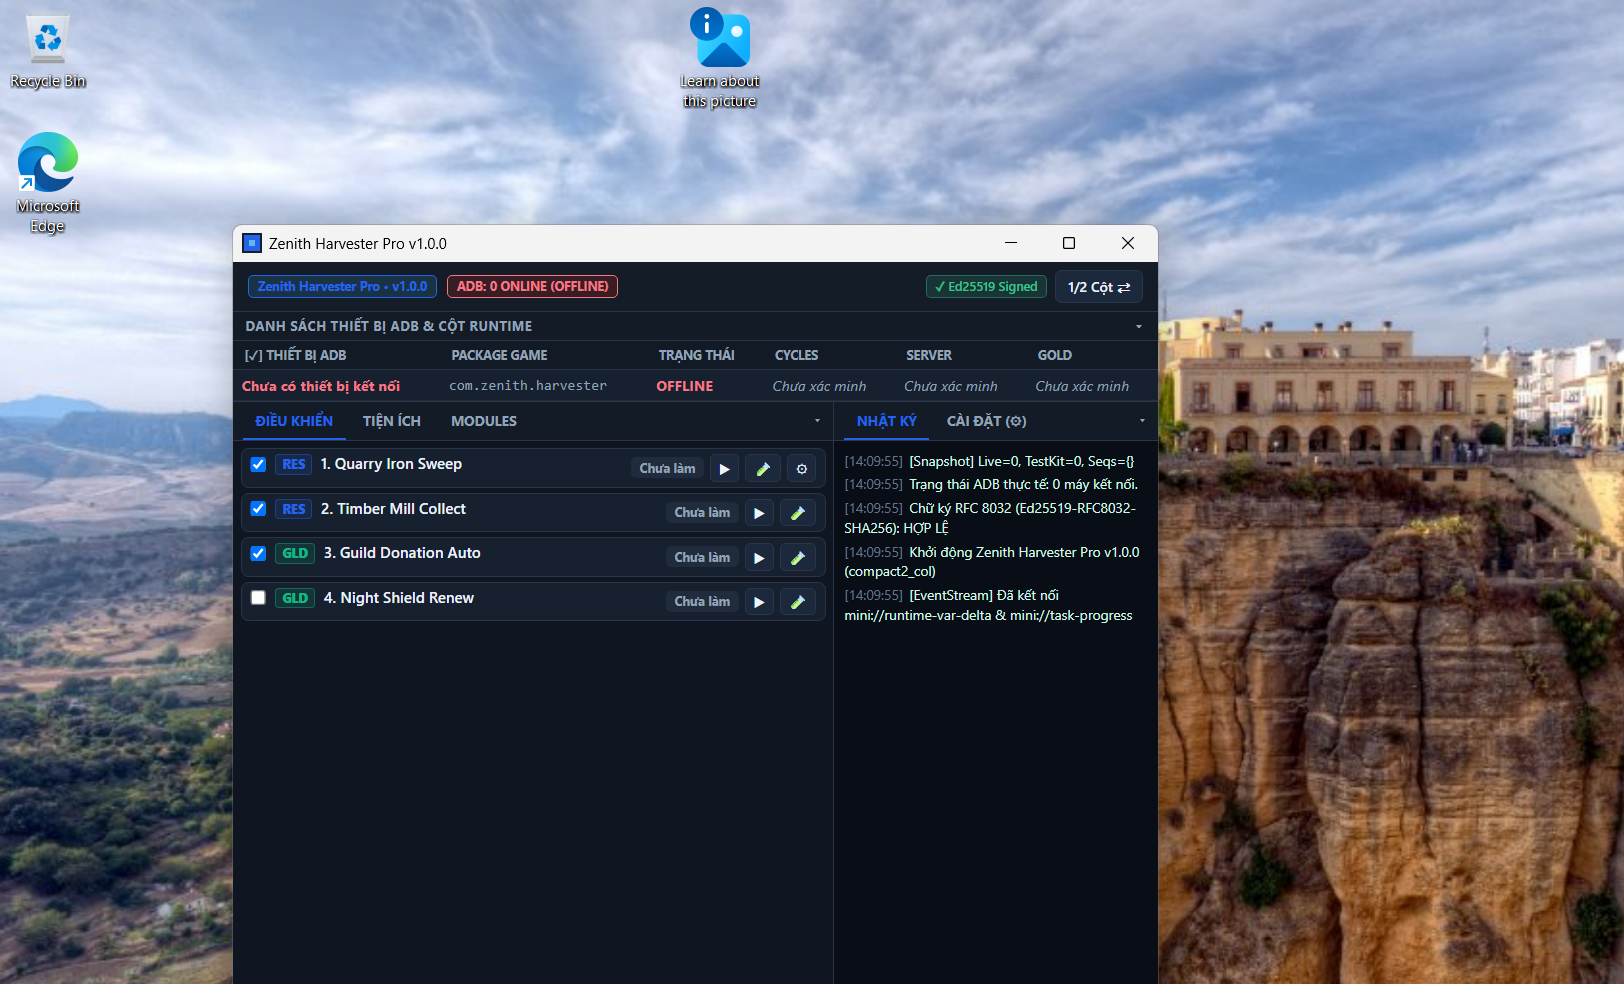 Recycle Bin
Learn about
this picture
Microsoft
Edge
Zenith Harvester Pro v1.0.0
Zenith Harvester Pro • v1.0.0
ADB: 0 ONLINE (OFFLINE)
✓ Ed25519 Signed
1/2 Cột ⇄
DANH SÁCH THIẾT BỊ ADB & CỘT RUNTIME
[✓] THIẾT BỊ ADB PACKAGE GAME TRẠNG THÁI CYCLES SERVER GOLD
Chưa có thiết bị kết nối com.zenith.harvester OFFLINE Chưa xác minh Chưa xác minh Chưa xác minh
ĐIỀU KHIỂN TIỆN ÍCH MODULES
RES 1. Quarry Iron Sweep Chưa làm
RES 2. Timber Mill Collect Chưa làm
GLD 3. Guild Donation Auto Chưa làm
GLD 4. Night Shield Renew Chưa làm
NHẬT KÝ CÀI ĐẶT (⚙)
[14:09:55] [Snapshot] Live=0, TestKit=0, Seqs={}
[14:09:55] Trạng thái ADB thực tế: 0 máy kết nối.
[14:09:55] Chữ ký RFC 8032 (Ed25519-RFC8032-
SHA256): HỢP LỆ
[14:09:55] Khởi động Zenith Harvester Pro v1.0.0
(compact2_col)
[14:09:55] [EventStream] Đã kết nối
mini://runtime-var-delta & mini://task-progress